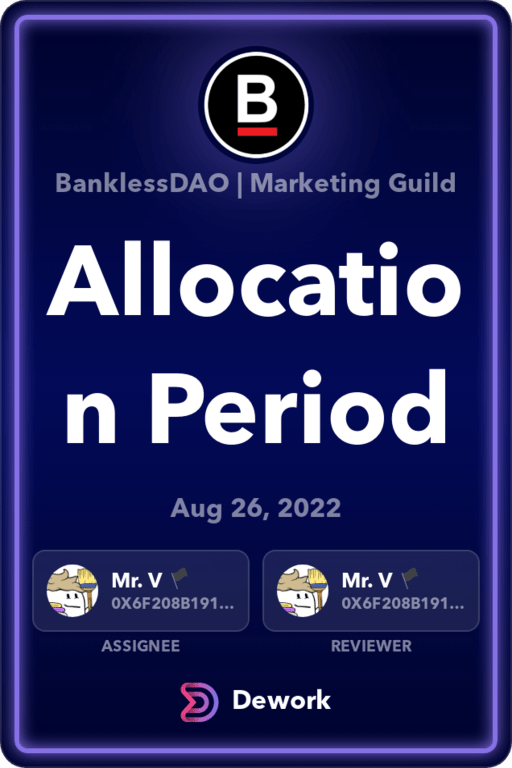 B
BanklessDAO | Marketing Guild
Allocatio
n Period
Aug 26, 2022
Mr. V 🏴
0X6F208B191...
ASSIGNEE
Mr. V 🏴
0X6F208B191...
REVIEWER
Dework